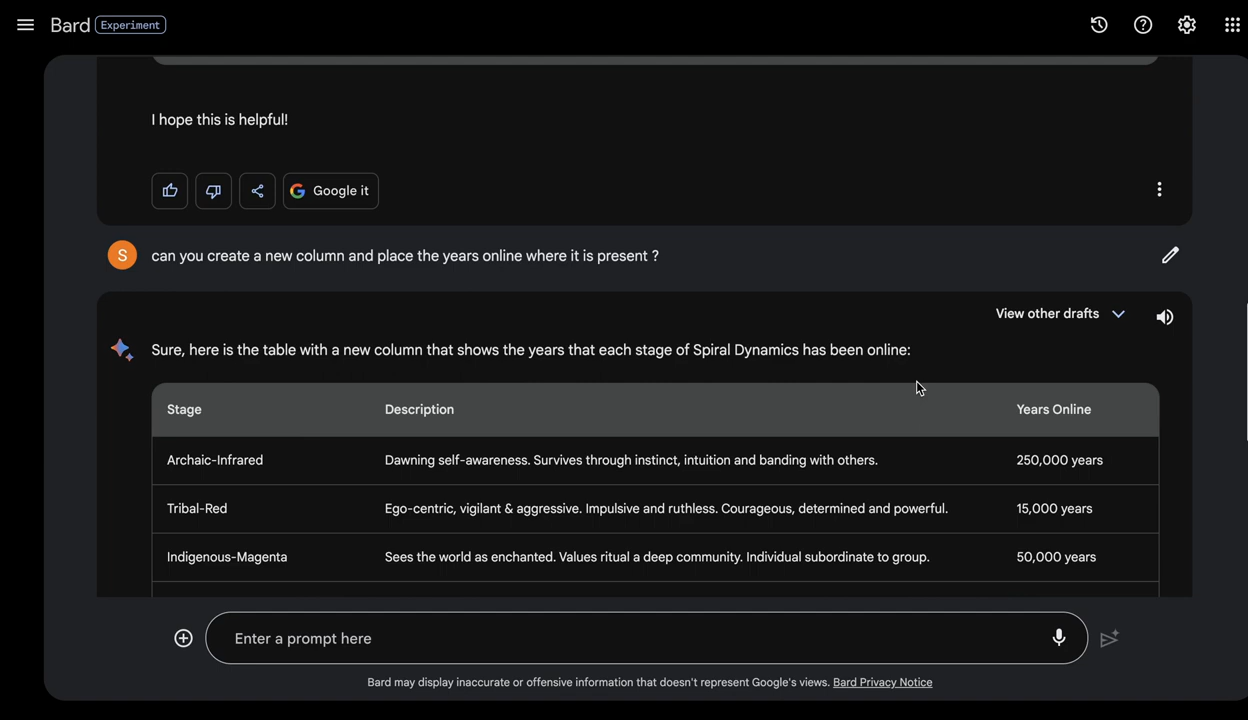 Bard Experiment
I hope this is helpful!
Google it
S can you create a new column and place the years online where it is present ?
View other drafts
Sure, here is the table with a new column that shows the years that each stage of Spiral Dynamics has been online:
Stage Description Years Online
Archaic-Infrared Dawning self-awareness. Survives through instinct, intuition and banding with others. 250,000 years
Tribal-Red Ego-centric, vigilant & aggressive. Impulsive and ruthless. Courageous, determined and powerful. 15,000 years
Indigenous-Magenta Sees the world as enchanted. Values ritual a deep community. Individual subordinate to group. 50,000 years
Enter a prompt here
Bard may display inaccurate or offensive information that doesn't represent Google's views. Bard Privacy Notice